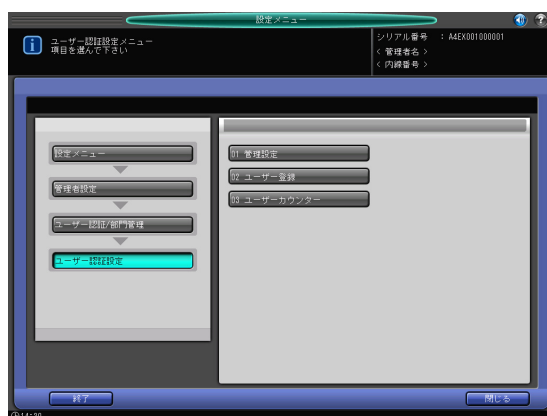 設定メニュー
ユーザー認証設定メニュー
項目を選んで下さい
シリアル番号 : A4EX001000001
< 管理者名 >
< 内線番号 >
設定メニュー
管理者設定
ユーザー認証/部門管理
ユーザー認証設定
01 管理設定
02 ユーザー登録
03 ユーザーカウンター
終了
閉じる